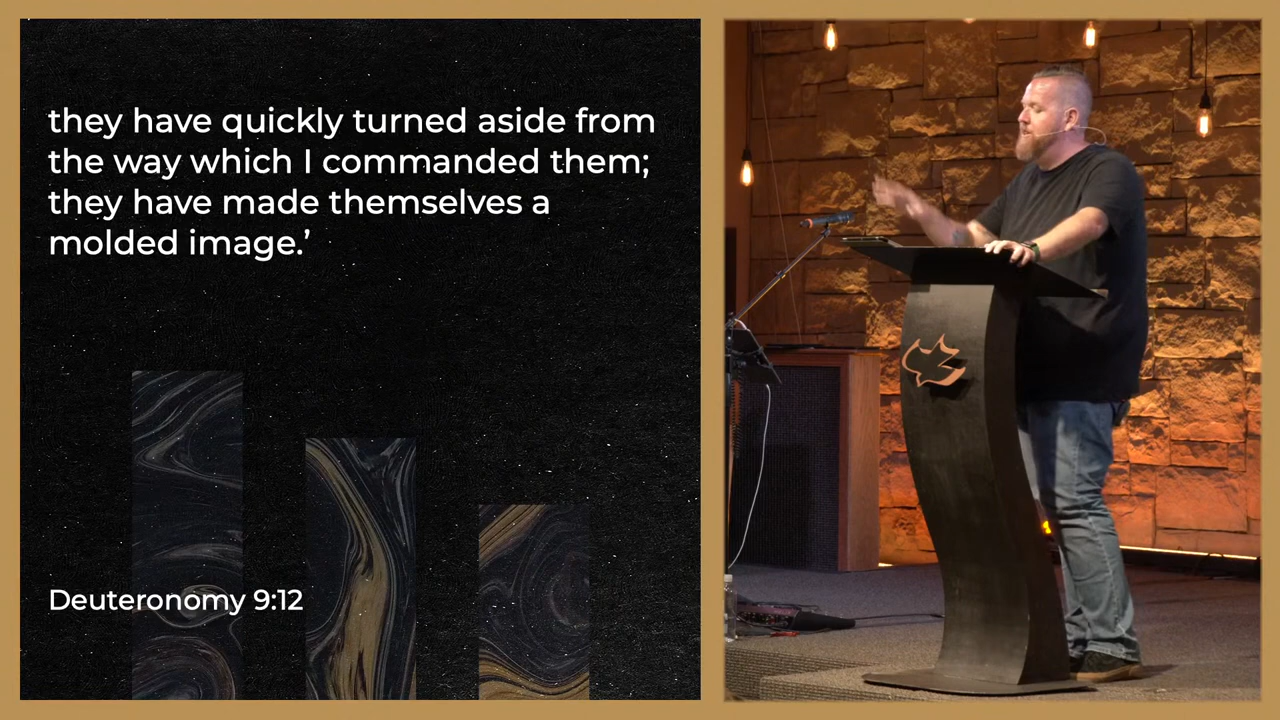 they have quickly turned aside from
the way which I commanded them;
they have made themselves a
molded image.’
Deuteronomy 9:12